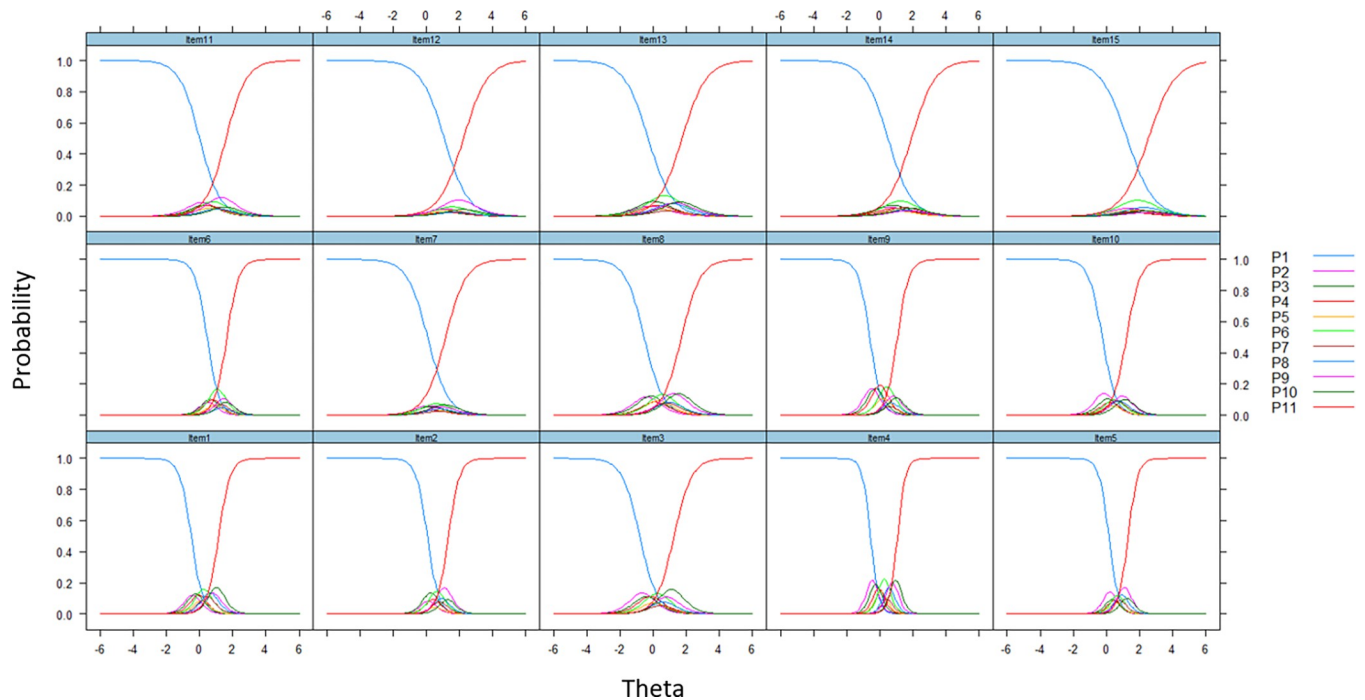 -6 -4 -2 0 2 4 6 -6 -4 -2 0 2 4 6
Item11 Item12 Item13 Item14 Item15
1.0
0.8
0.6
0.4
0.2
0.0
Item6 Item7 Item8 Item9 Item10
1.0
0.8
0.6
0.4
0.2
0.0
Item1 Item2 Item3 Item4 Item5
1.0
0.8
0.6
0.4
0.2
0.0
-6 -4 -2 0 2 4 6 -6 -4 -2 0 2 4 6 -6 -4 -2 0 2 4 6
Probability
Theta
P1
P2
P3
P4
P5
P6
P7
P8
P9
P10
P11